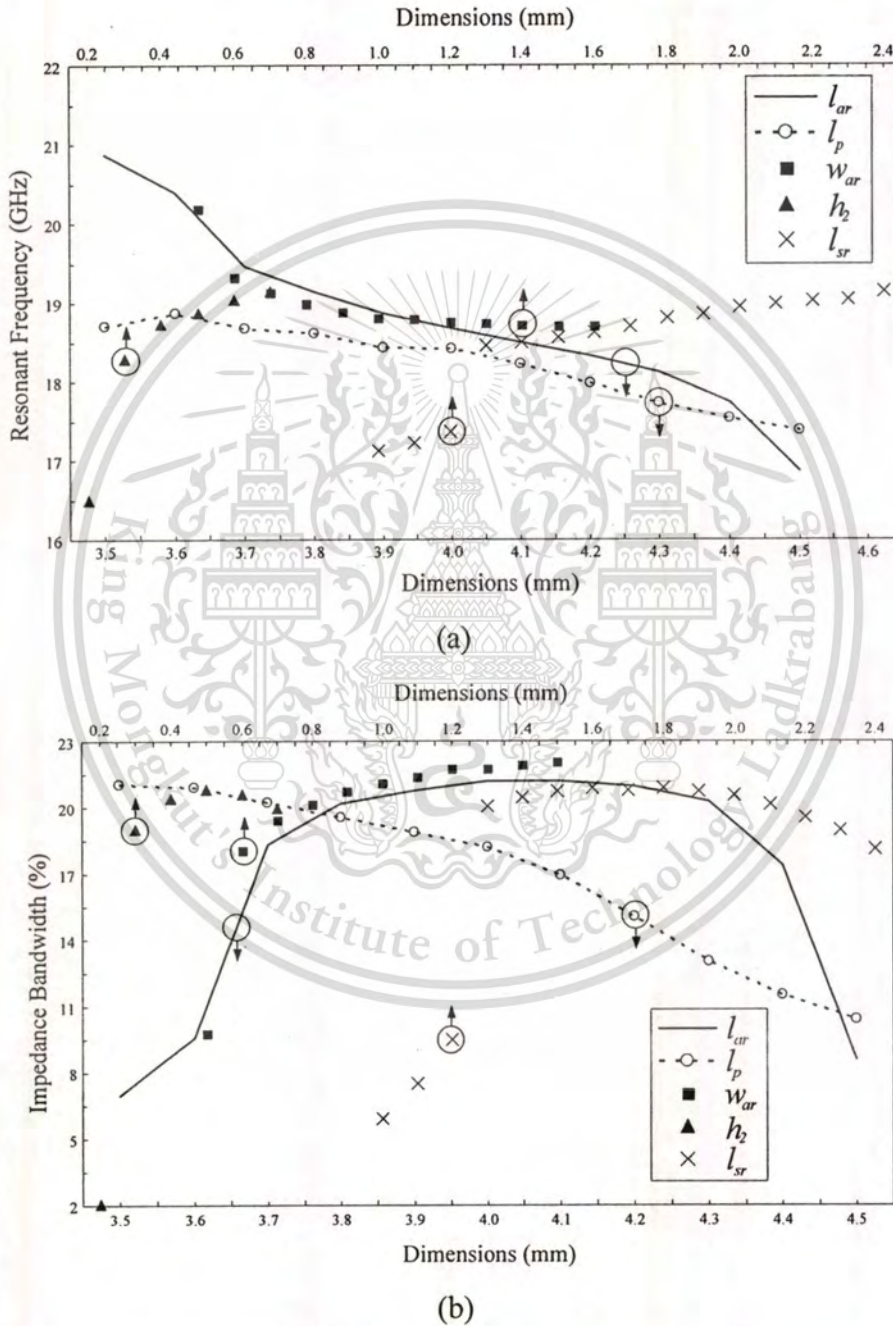 Dimensions (mm)
0.2 0.4 0.6 0.8 1.0 1.2 1.4 1.6 1.8 2.0 2.2 2.4
22
21
20
19
18
17
16
Resonant Frequency (GHz)
l_ar
l_p
w_ar
h_2
l_sr
3.5 3.6 3.7 3.8 3.9 4.0 4.1 4.2 4.3 4.4 4.5 4.6
Dimensions (mm)
(a)
Dimensions (mm)
0.2 0.4 0.6 0.8 1.0 1.2 1.4 1.6 1.8 2.0 2.2 2.4
23
20
17
14
11
8
5
2
Impedance Bandwidth (%)
l_ar
l_p
w_ar
h_2
l_sr
3.5 3.6 3.7 3.8 3.9 4.0 4.1 4.2 4.3 4.4 4.5
Dimensions (mm)
(b)
King Mongkut's Institute of Technology Ladkrabang